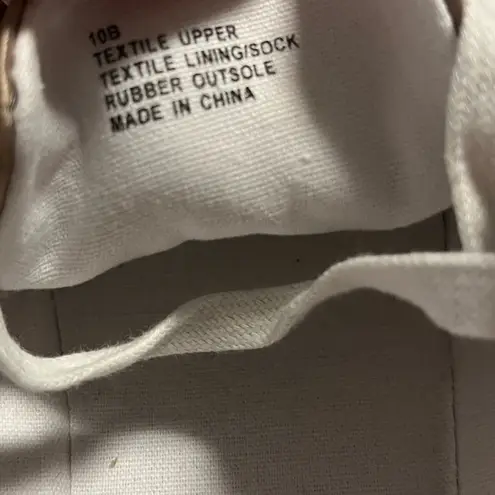 10B
TEXTILE UPPER
TEXTILE LINING/SOCK
RUBBER OUTSOLE
MADE IN CHINA